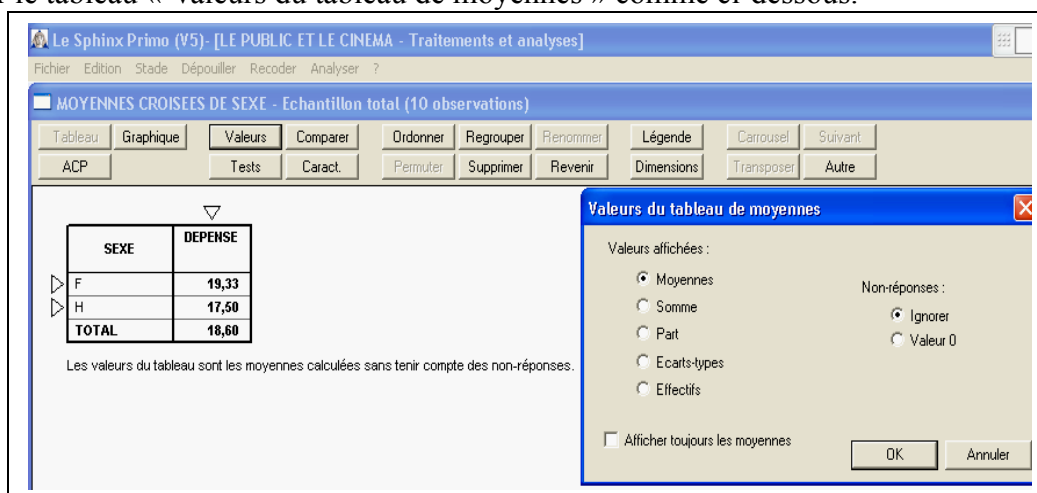 r le tableau « Valeurs du tableau de moyennes » comme ci-dessous.
Le Sphinx Primo (V5)- [LE PUBLIC ET LE CINEMA - Traitements et analyses]
Fichier Edition Stade Dépouiller Recoder Analyser ?
MOYENNES CROISEES DE SEXE - Echantillon total (10 observations)
Tableau Graphique Valeurs Comparer Ordonner Regrouper Renommer Légende Carrousel Suivant
ACP Tests Caract. Permuter Supprimer Revenir Dimensions Transposer Autre
SEXE DEPENSE
F 19,33
H 17,50
TOTAL 18,60
Les valeurs du tableau sont les moyennes calculées sans tenir compte des non-réponses.
Valeurs du tableau de moyennes
Valeurs affichées :
Moyennes
Somme
Part
Ecarts-types
Effectifs
Non-réponses :
Ignorer
Valeur 0
Afficher toujours les moyennes
OK Annuler